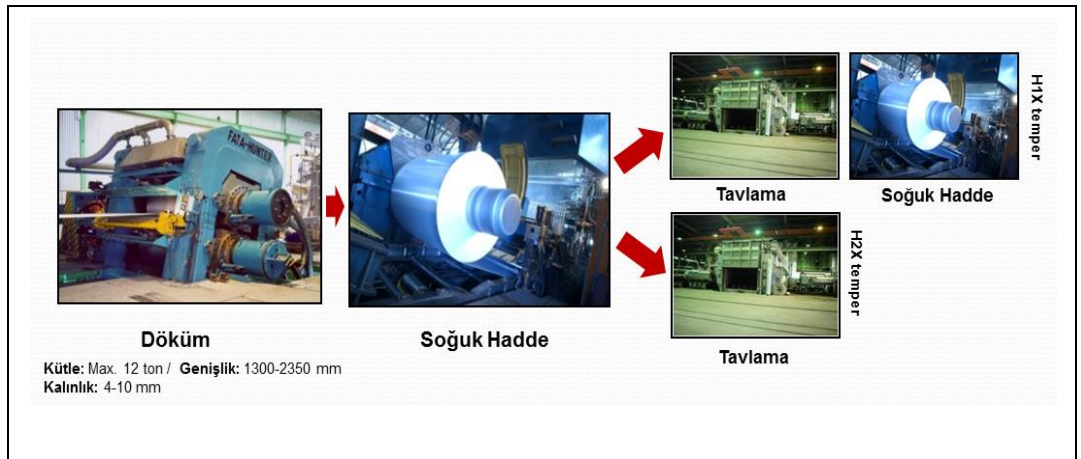 FATA-HUNTER
Tavlama
Soğuk Hadde
H1X temper
Döküm
Soğuk Hadde
Tavlama
H2X temper
Kütle: Max. 12 ton / Genişlik: 1300-2350 mm
Kalınlık: 4-10 mm